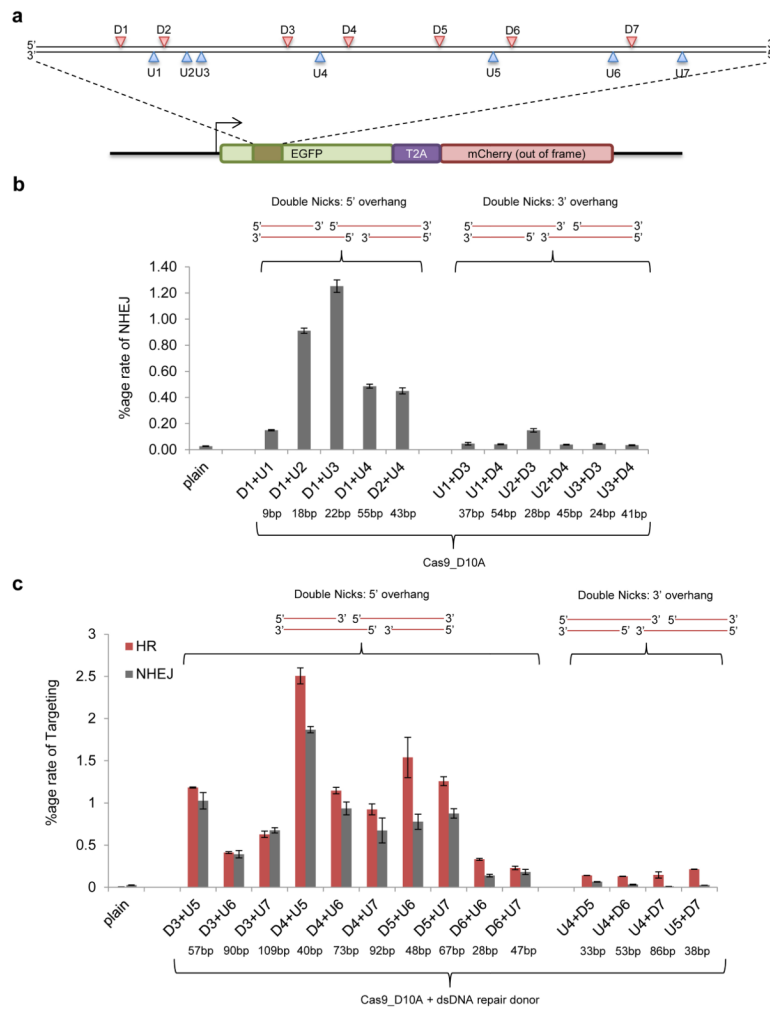 a
D1 D2 D3 D4 D5 D6 D7
5' 3'
3' 5'
U1 U2 U3 U4 U5 U6 U7
EGFP T2A mCherry (out of frame)
b
Double Nicks: 5' overhang Double Nicks: 3' overhang
5' 3' 5' 3' 5' 3' 5' 3'
3' 5' 3' 5' 3' 5' 3' 5'
%age rate of NHEJ
1.40
1.20
1.00
0.80
0.60
0.40
0.20
0.00
plain D1+U1 D1+U2 D1+U3 D1+U4 D2+U4 U1+D3 U1+D4 U2+D3 U2+D4 U3+D3 U3+D4
9bp 18bp 22bp 55bp 43bp 37bp 54bp 28bp 45bp 24bp 41bp
Cas9_D10A
c
Double Nicks: 5' overhang Double Nicks: 3' overhang
5' 3' 5' 3' 5' 3' 5' 3'
3' 5' 3' 5' 3' 5' 3' 5'
HR
NHEJ
%age rate of Targeting
3
2.5
2
1.5
1
0.5
0
plain D3+U5 D3+U6 D3+U7 D4+U5 D4+U6 D4+U7 D5+U6 D5+U7 D6+U6 D6+U7 U4+D5 U4+D6 U4+D7 U5+D7
57bp 90bp 109bp 40bp 73bp 92bp 48bp 67bp 28bp 47bp 33bp 53bp 86bp 38bp
Cas9_D10A + dsDNA repair donor